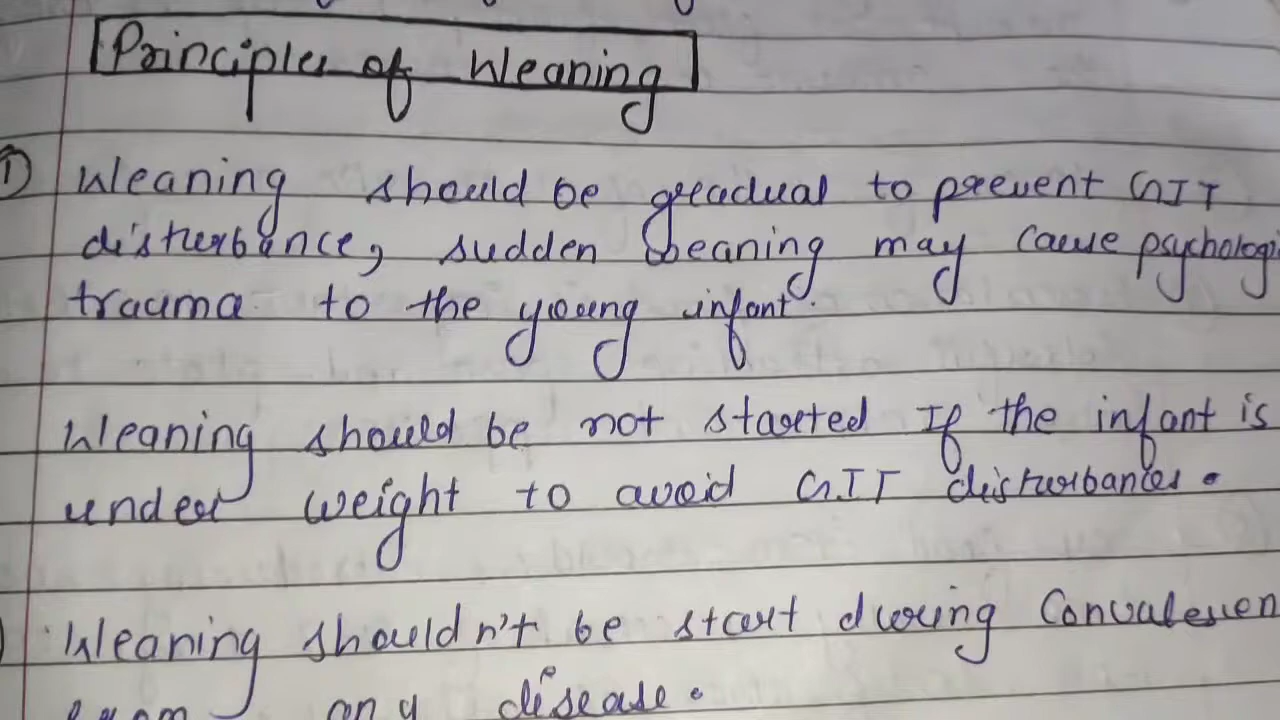 Principles of Weaning
1) Weaning should be gradual to prevent GIT
disturbance, sudden weaning may cause psychologi
trauma to the young infant.
Weaning should be not started If the infant is
under weight to avoid GIT disturbances.
) Weaning shouldn't be start during Convalescen
from any disease.